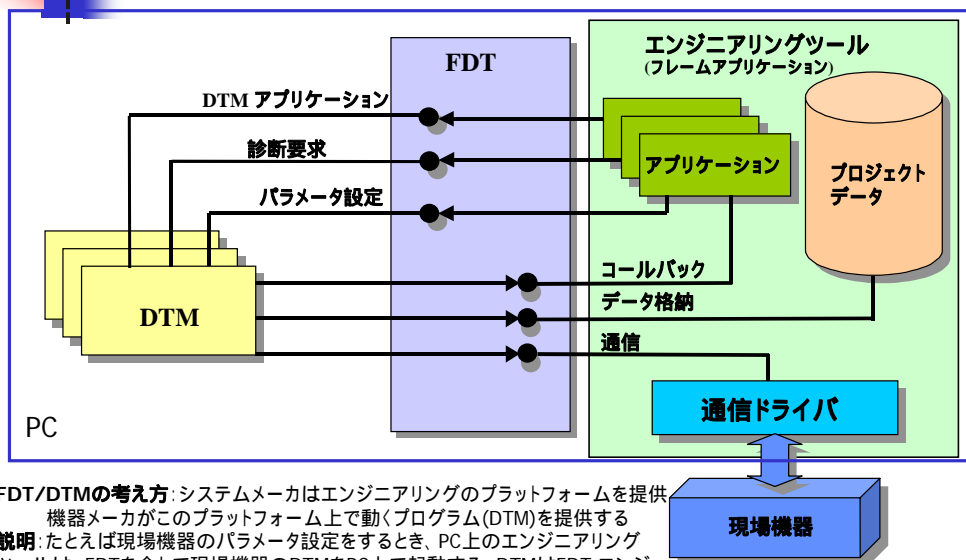 FDT
エンジニアリングツール
(フレームアプリケーション)
DTM アプリケーション
診断要求
アプリケーション
プロジェクト
データ
パラメータ設定
コールバック
データ格納
DTM
通信
通信ドライバ
PC
FDT/DTMの考え方:システムメーカはエンジニアリングのプラットフォームを提供
機器メーカがこのプラットフォーム上で動くプログラム(DTM)を提供する
説明:たとえば現場機器のパラメータ設定をするとき、PC上のエンジニアリング
現場機器